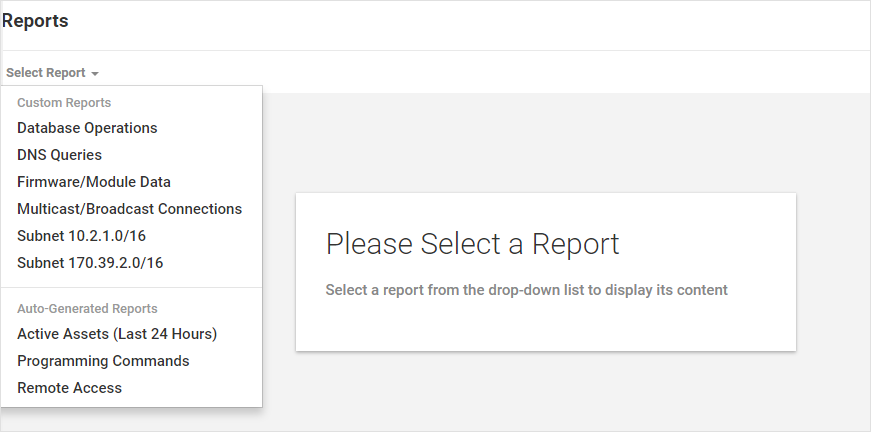 Reports
Select Report
Custom Reports
Database Operations
DNS Queries
Firmware/Module Data
Multicast/Broadcast Connections
Subnet 10.2.1.0/16
Subnet 170.39.2.0/16
Auto-Generated Reports
Active Assets (Last 24 Hours)
Programming Commands
Remote Access
Please Select a Report
Select a report from the drop-down list to display its content